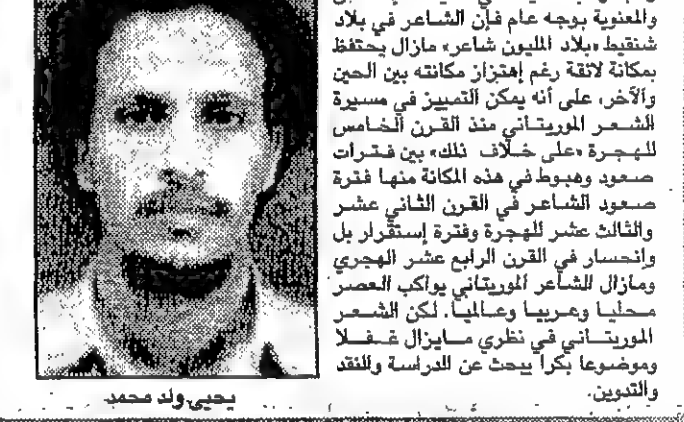 والمعنوية بوجه عام فإن الشاعر في بلاد
شنقيط «بلاد المليون شاعر» مازال يحتفظ
بمكانة لائقة رغم إهتزاز مكانته بين الحين
والآخر، على أنه يمكن التمييز في مسيرة
الشعر الموريتاني منذ القرن الخامس
للهجرة «على خلاف ذلك» بين فترات
صعود وهبوط في هذه المكانة منها فترة
صعود الشاعر في القرن الثاني عشر
والثالث عشر للهجرة وفترة إستقرار بل
وإنحسار في القرن الرابع عشر الهجري
ومازال الشاعر الموريتاني يواكب العصر
محليا وعربيا وعالميا. لكن الشعر
الموريتاني في نظري مايزال غفلا
وموضوعا بكرا يبحث عن الدراسة والنقد
والتدوين.
يحيى ولد محمد